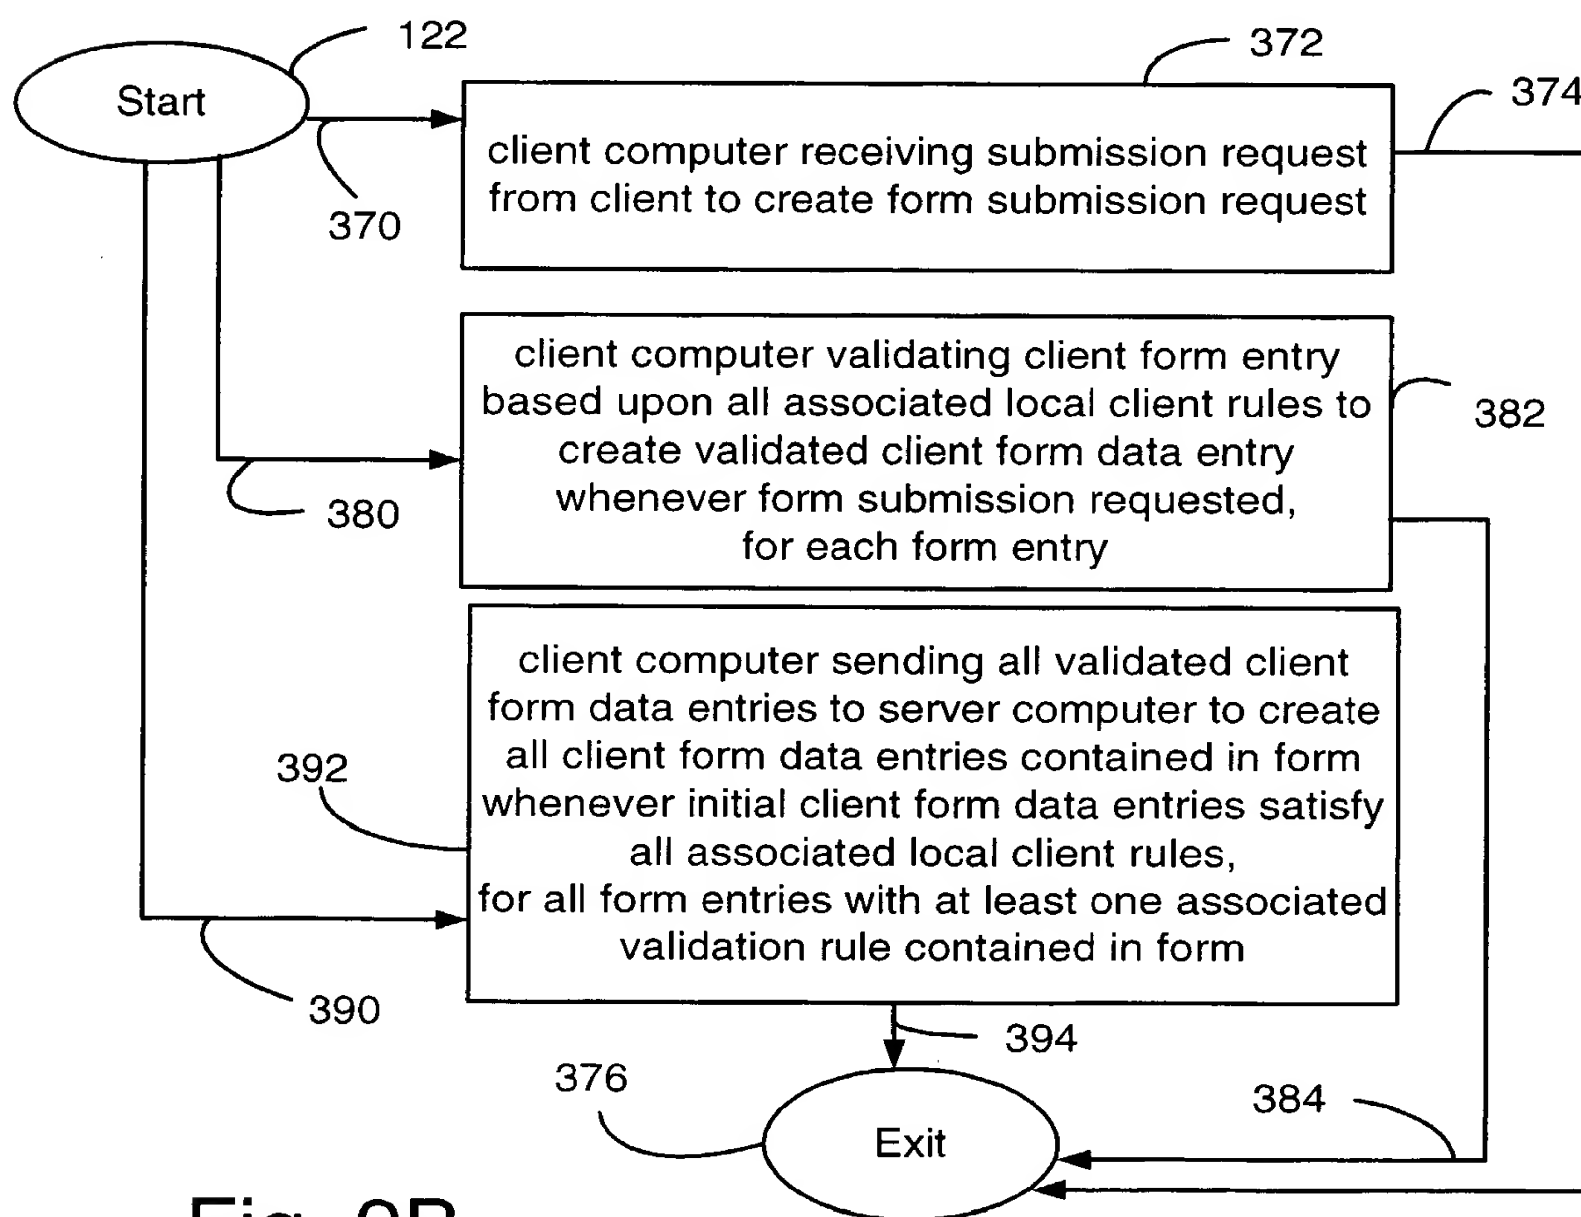 122
Start
372
374
client computer receiving submission request
from client to create form submission request
370
client computer validating client form entry
based upon all associated local client rules to
create validated client form data entry
whenever form submission requested,
for each form entry
382
380
client computer sending all validated client
form data entries to server computer to create
all client form data entries contained in form
whenever initial client form data entries satisfy
all associated local client rules,
for all form entries with at least one associated
validation rule contained in form
392
390
394
376
384
Exit